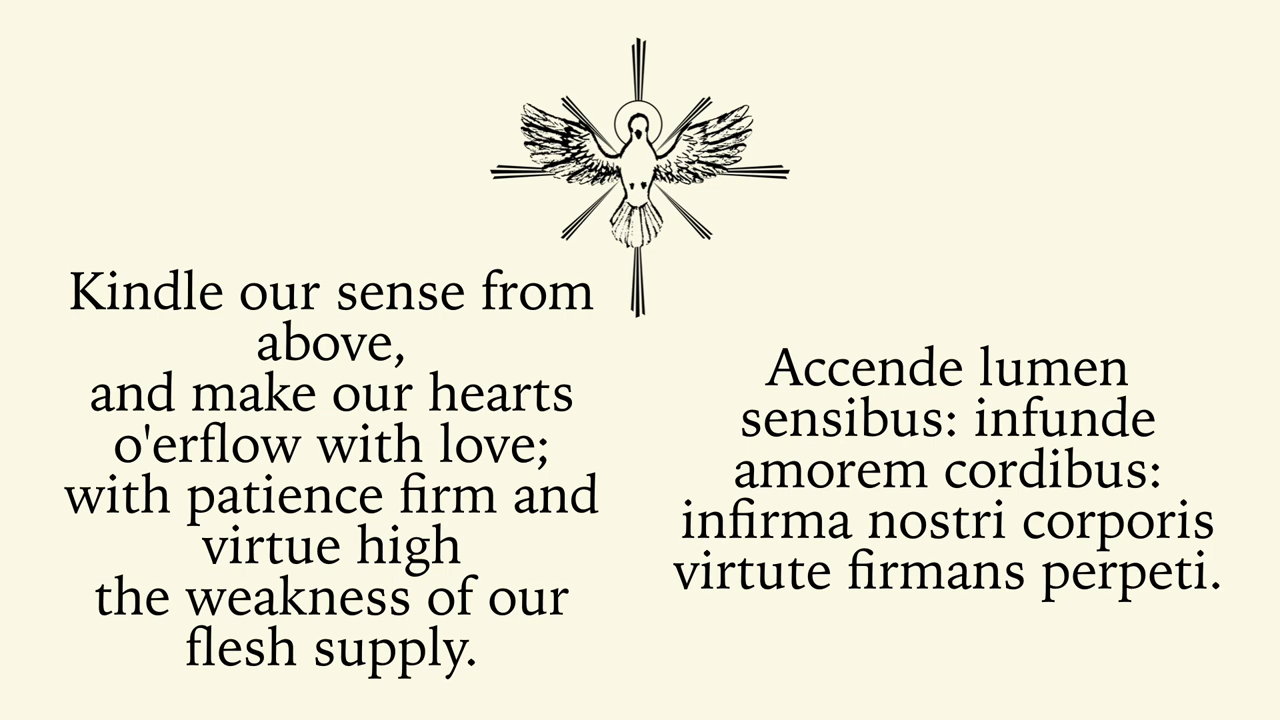 Kindle our sense from
above,
and make our hearts
o'erflow with love;
with patience firm and
virtue high
the weakness of our
flesh supply.
Accende lumen
sensibus: infunde
amorem cordibus:
infirma nostri corporis
virtute firmans perpeti.